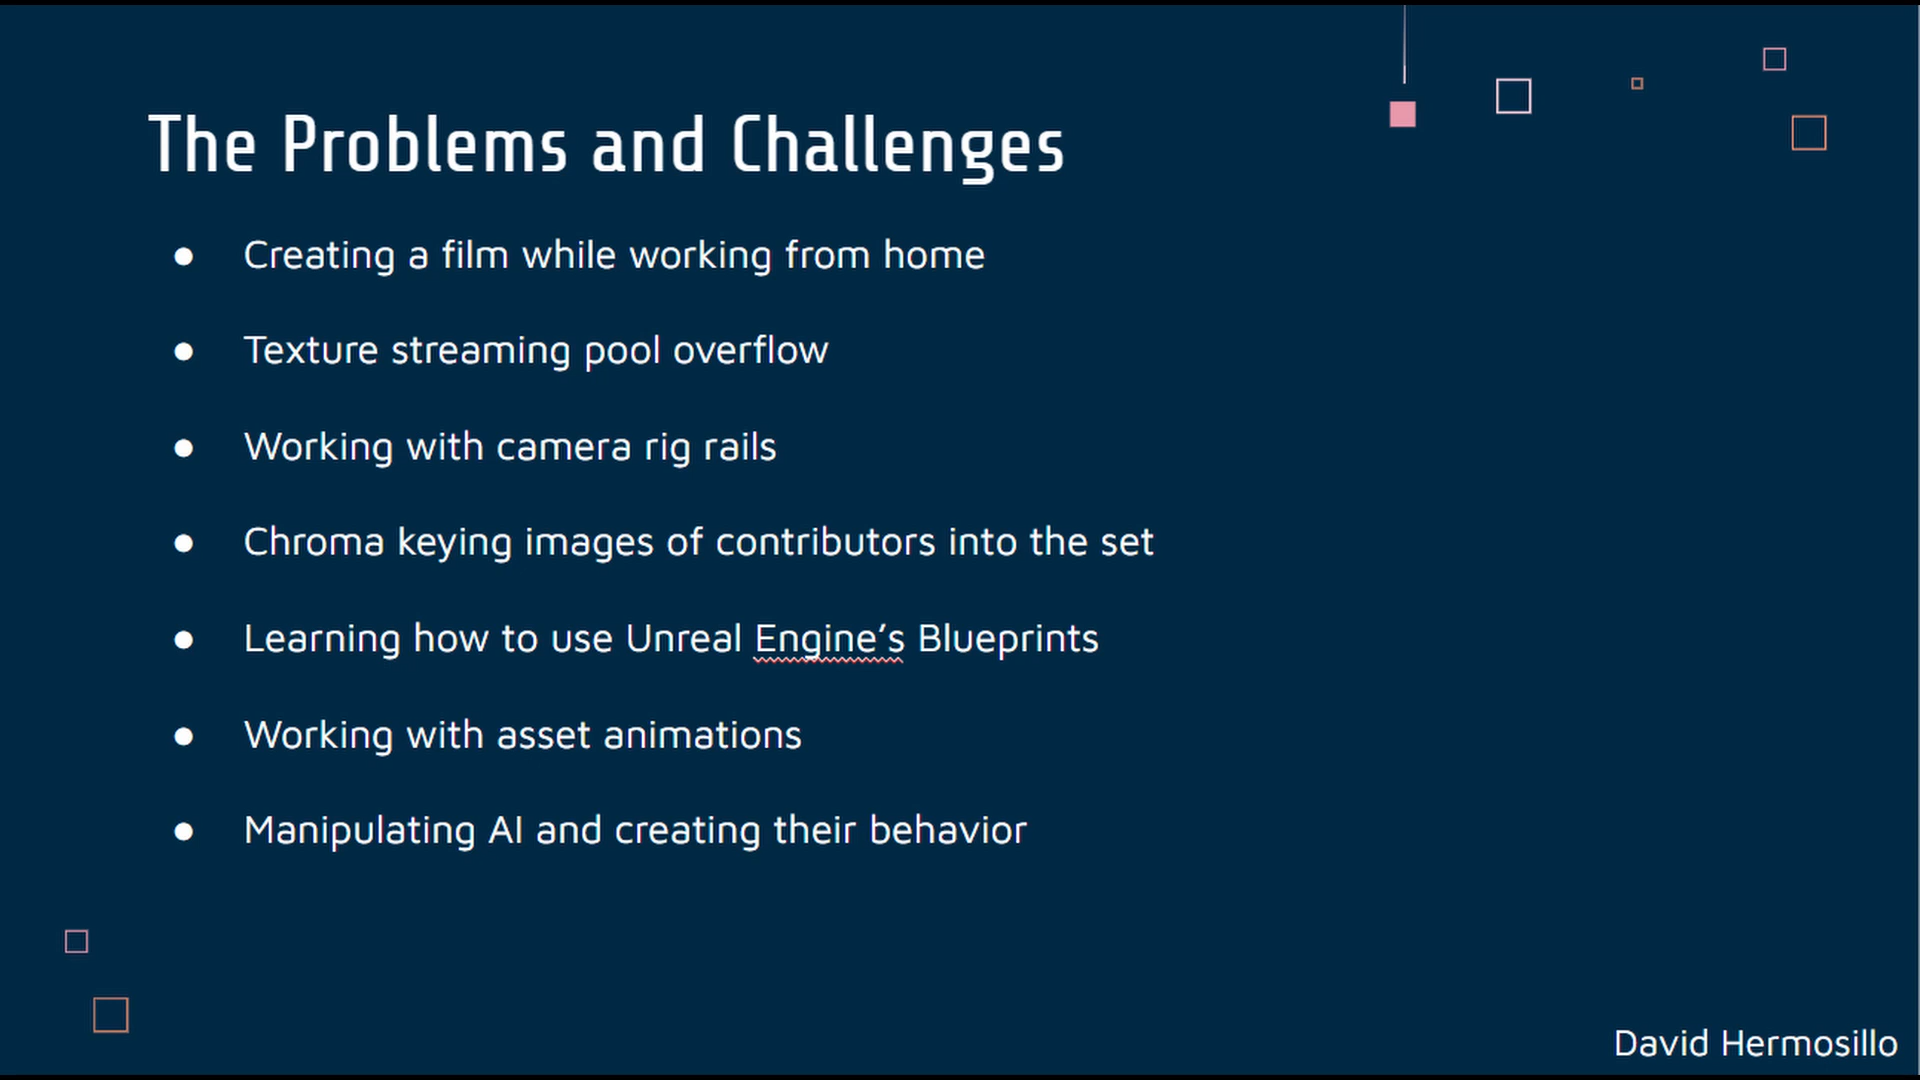 The Problems and Challenges
● Creating a film while working from home
● Texture streaming pool overflow
● Working with camera rig rails
● Chroma keying images of contributors into the set
● Learning how to use Unreal Engine’s Blueprints
● Working with asset animations
● Manipulating AI and creating their behavior
David Hermosillo